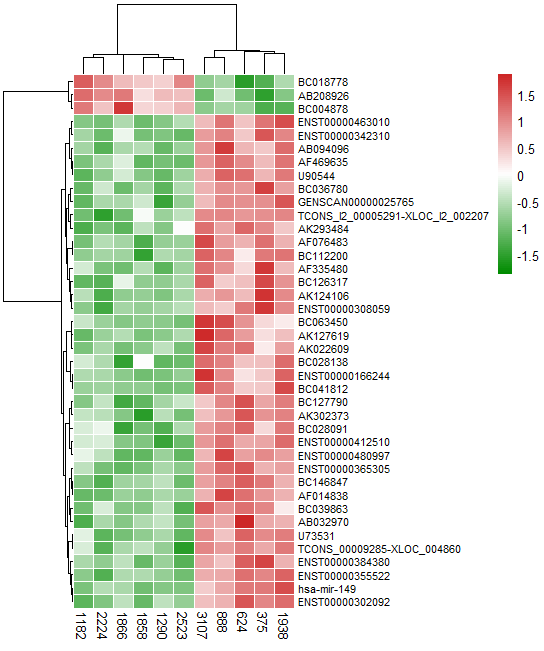 BC018778
AB208926
BC004878
ENST00000463010
ENST00000342310
AB094096
AF469635
U90544
BC036780
GENSCAN00000025765
TCONS_l2_00005291-XLOC_l2_002207
AK293484
AF076483
BC112200
AF335480
BC126317
AK124106
ENST00000308059
BC063450
AK127619
AK022609
BC028138
ENST00000166244
BC041812
BC127790
AK302373
BC028091
ENST00000412510
ENST00000480997
ENST00000365305
BC146847
AF014838
BC039863
AB032970
U73531
TCONS_00009285-XLOC_004860
ENST00000384380
ENST00000355522
hsa-mir-149
ENST00000302092
1182
2224
1866
1858
1290
2523
3107
888
624
375
1938
1.5
1
0.5
0
-0.5
-1
-1.5